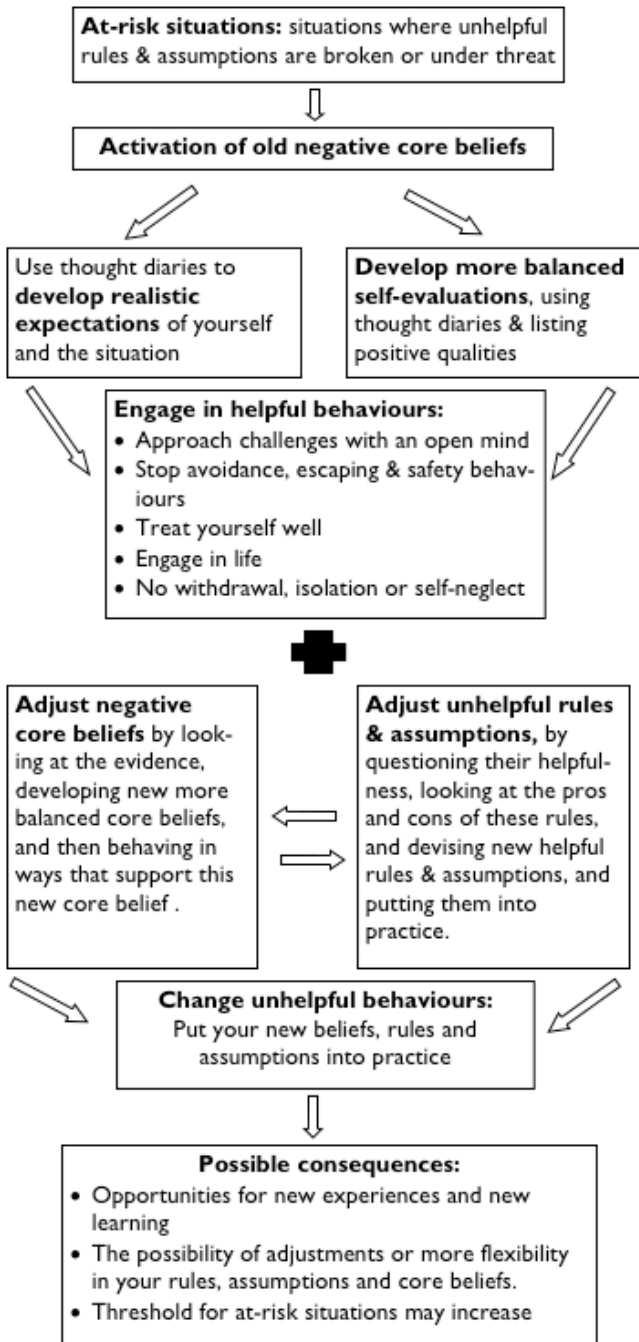 At-risk situations: situations where unhelpful
rules & assumptions are broken or under threat
Activation of old negative core beliefs
Use thought diaries to
develop realistic
expectations of yourself
and the situation
Develop more balanced
self-evaluations, using
thought diaries & listing
positive qualities
Engage in helpful behaviours:
• Approach challenges with an open mind
• Stop avoidance, escaping & safety behav-
iours
• Treat yourself well
• Engage in life
• No withdrawal, isolation or self-neglect
Adjust negative
core beliefs by look-
ing at the evidence,
developing new more
balanced core beliefs,
and then behaving in
ways that support this
new core belief .
Adjust unhelpful rules
& assumptions, by
questioning their helpful-
ness, looking at the pros
and cons of these rules,
and devising new helpful
rules & assumptions, and
putting them into
practice.
Change unhelpful behaviours:
Put your new beliefs, rules and
assumptions into practice
Possible consequences:
• Opportunities for new experiences and new
learning
• The possibility of adjustments or more flexibility
in your rules, assumptions and core beliefs.
• Threshold for at-risk situations may increase